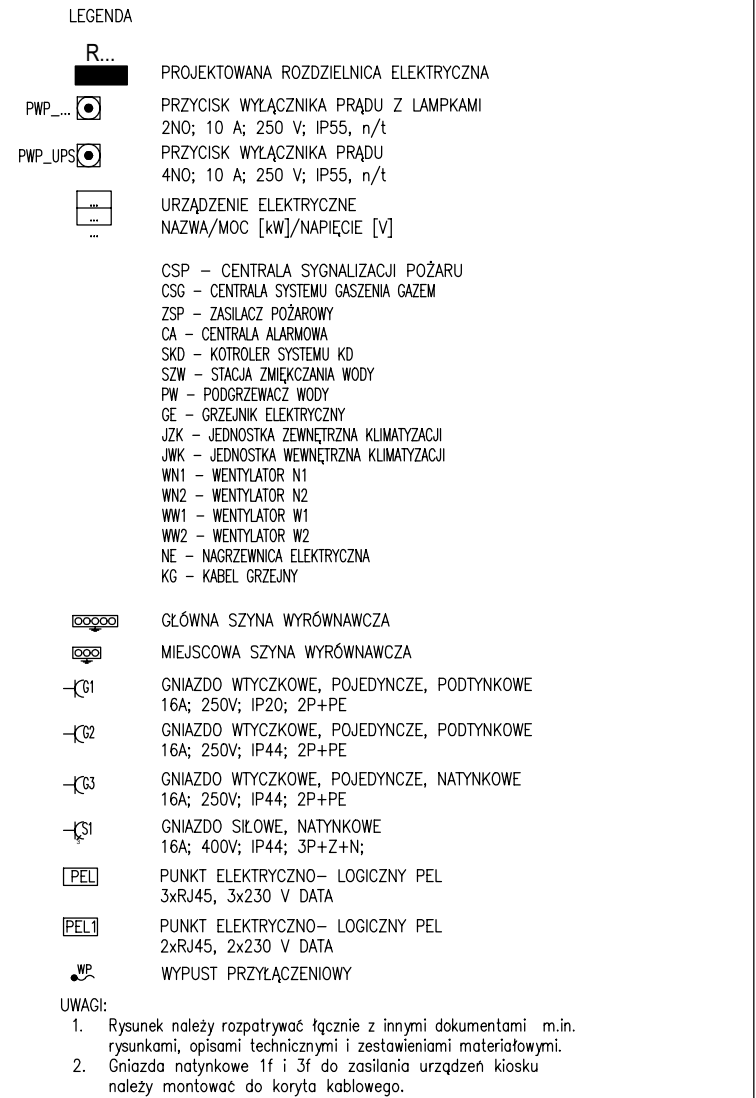 LEGENDA
R...
PROJEKTOWANA ROZDZIELNICA ELEKTRYCZNA
PWP_... PRZYCISK WYŁĄCZNIKA PRĄDU Z LAMPKAMI
2NO; 10 A; 250 V; IP55, n/t
PWP_UPS PRZYCISK WYŁĄCZNIKA PRĄDU
4NO; 10 A; 250 V; IP55, n/t
... URZĄDZENIE ELEKTRYCZNE
... NAZWA/MOC [kW]/NAPIĘCIE [V]
...
CSP – CENTRALA SYGNALIZACJI POŻARU
CSG – CENTRALA SYSTEMU GASZENIA GAZEM
ZSP – ZASILACZ POŻAROWY
CA – CENTRALA ALARMOWA
SKD – KOTROLER SYSTEMU KD
SZW – STACJA ZMIĘKCZANIA WODY
PW – PODGRZEWACZ WODY
GE – GRZEJNIK ELEKTRYCZNY
JZK – JEDNOSTKA ZEWNĘTRZNA KLIMATYZACJI
JWK – JEDNOSTKA WEWNĘTRZNA KLIMATYZACJI
WN1 – WENTYLATOR N1
WN2 – WENTYLATOR N2
WW1 – WENTYLATOR W1
WW2 – WENTYLATOR W2
NE – NAGRZEWNICA ELEKTRYCZNA
KG – KABEL GRZEJNY
GŁÓWNA SZYNA WYRÓWNAWCZA
MIEJSCOWA SZYNA WYRÓWNAWCZA
G1 GNIAZDO WTYCZKOWE, POJEDYNCZE, PODTYNKOWE
16A; 250V; IP20; 2P+PE
G2 GNIAZDO WTYCZKOWE, POJEDYNCZE, PODTYNKOWE
16A; 250V; IP44; 2P+PE
G3 GNIAZDO WTYCZKOWE, POJEDYNCZE, NATYNKOWE
16A; 250V; IP44; 2P+PE
S1 GNIAZDO SIŁOWE, NATYNKOWE
16A; 400V; IP44; 3P+Z+N;
PEL PUNKT ELEKTRYCZNO– LOGICZNY PEL
3xRJ45, 3x230 V DATA
PEL1 PUNKT ELEKTRYCZNO– LOGICZNY PEL
2xRJ45, 2x230 V DATA
WP WYPUST PRZYŁĄCZENIOWY
UWAGI:
1. Rysunek należy rozpatrywać łącznie z innymi dokumentami m.in.
rysunkami, opisami technicznymi i zestawieniami materiałowymi.
2. Gniazda natynkowe 1f i 3f do zasilania urządzeń kiosku
należy montować do koryta kablowego.